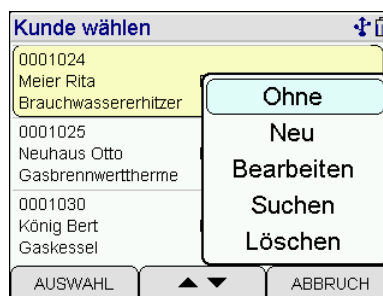 Kunde wählen
0001024
Meier Rita
Brauchwassererhitzer
0001025
Neuhaus Otto
Gasbrennwerttherme
0001030
König Bert
Gaskessel
Ohne
Neu
Bearbeiten
Suchen
Löschen
AUSWAHL
ABBRUCH